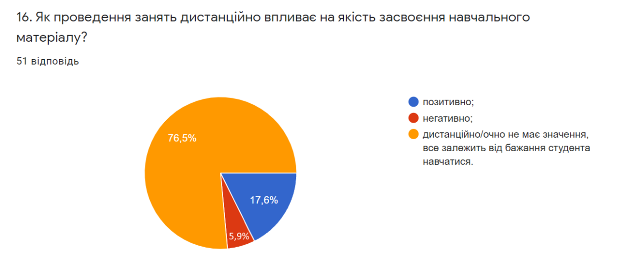 16. Як проведення занять дистанційно впливає на якість засвоєння навчального
матеріалу?
51 відповідь
позитивно;
негативно;
дистанційно/очно не має значення,
все залежить від бажання студента
навчатися.
76,5%
17,6%
5,9%